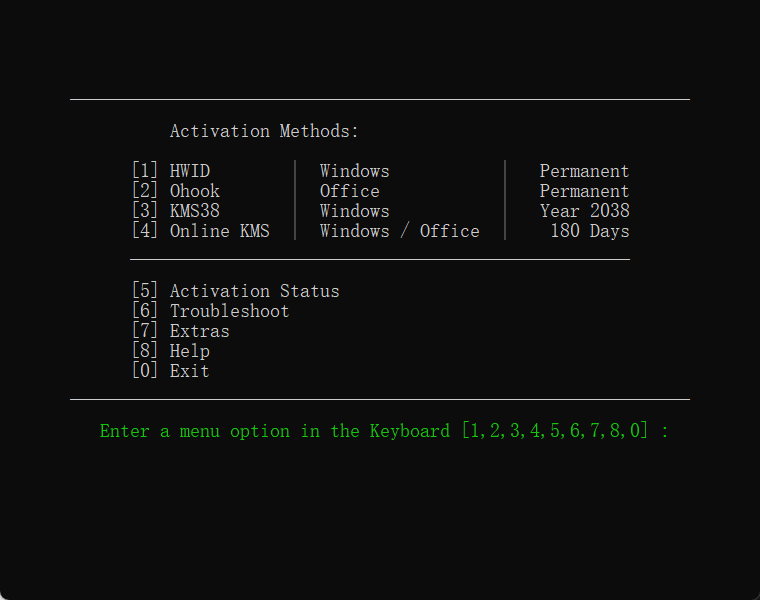 Activation Methods:
[1] HWID | Windows | Permanent
[2] Ohook | Office | Permanent
[3] KMS38 | Windows | Year 2038
[4] Online KMS | Windows / Office | 180 Days
[5] Activation Status
[6] Troubleshoot
[7] Extras
[8] Help
[0] Exit
Enter a menu option in the Keyboard [1,2,3,4,5,6,7,8,0] :